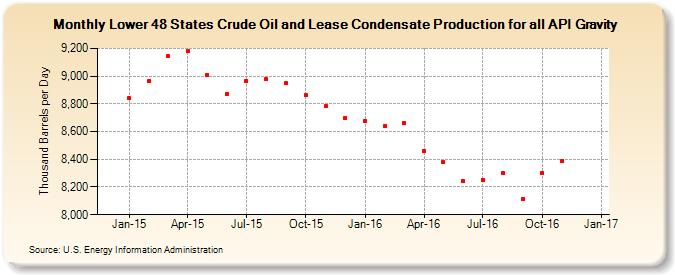 Monthly Lower 48 States Crude Oil and Lease Condensate Production for all API Gravity
Thousand Barrels per Day
9,200
9,000
8,800
8,600
8,400
8,200
8,000
Jan-15 Apr-15 Jul-15 Oct-15 Jan-16 Apr-16 Jul-16 Oct-16 Jan-17
Source: U.S. Energy Information Administration